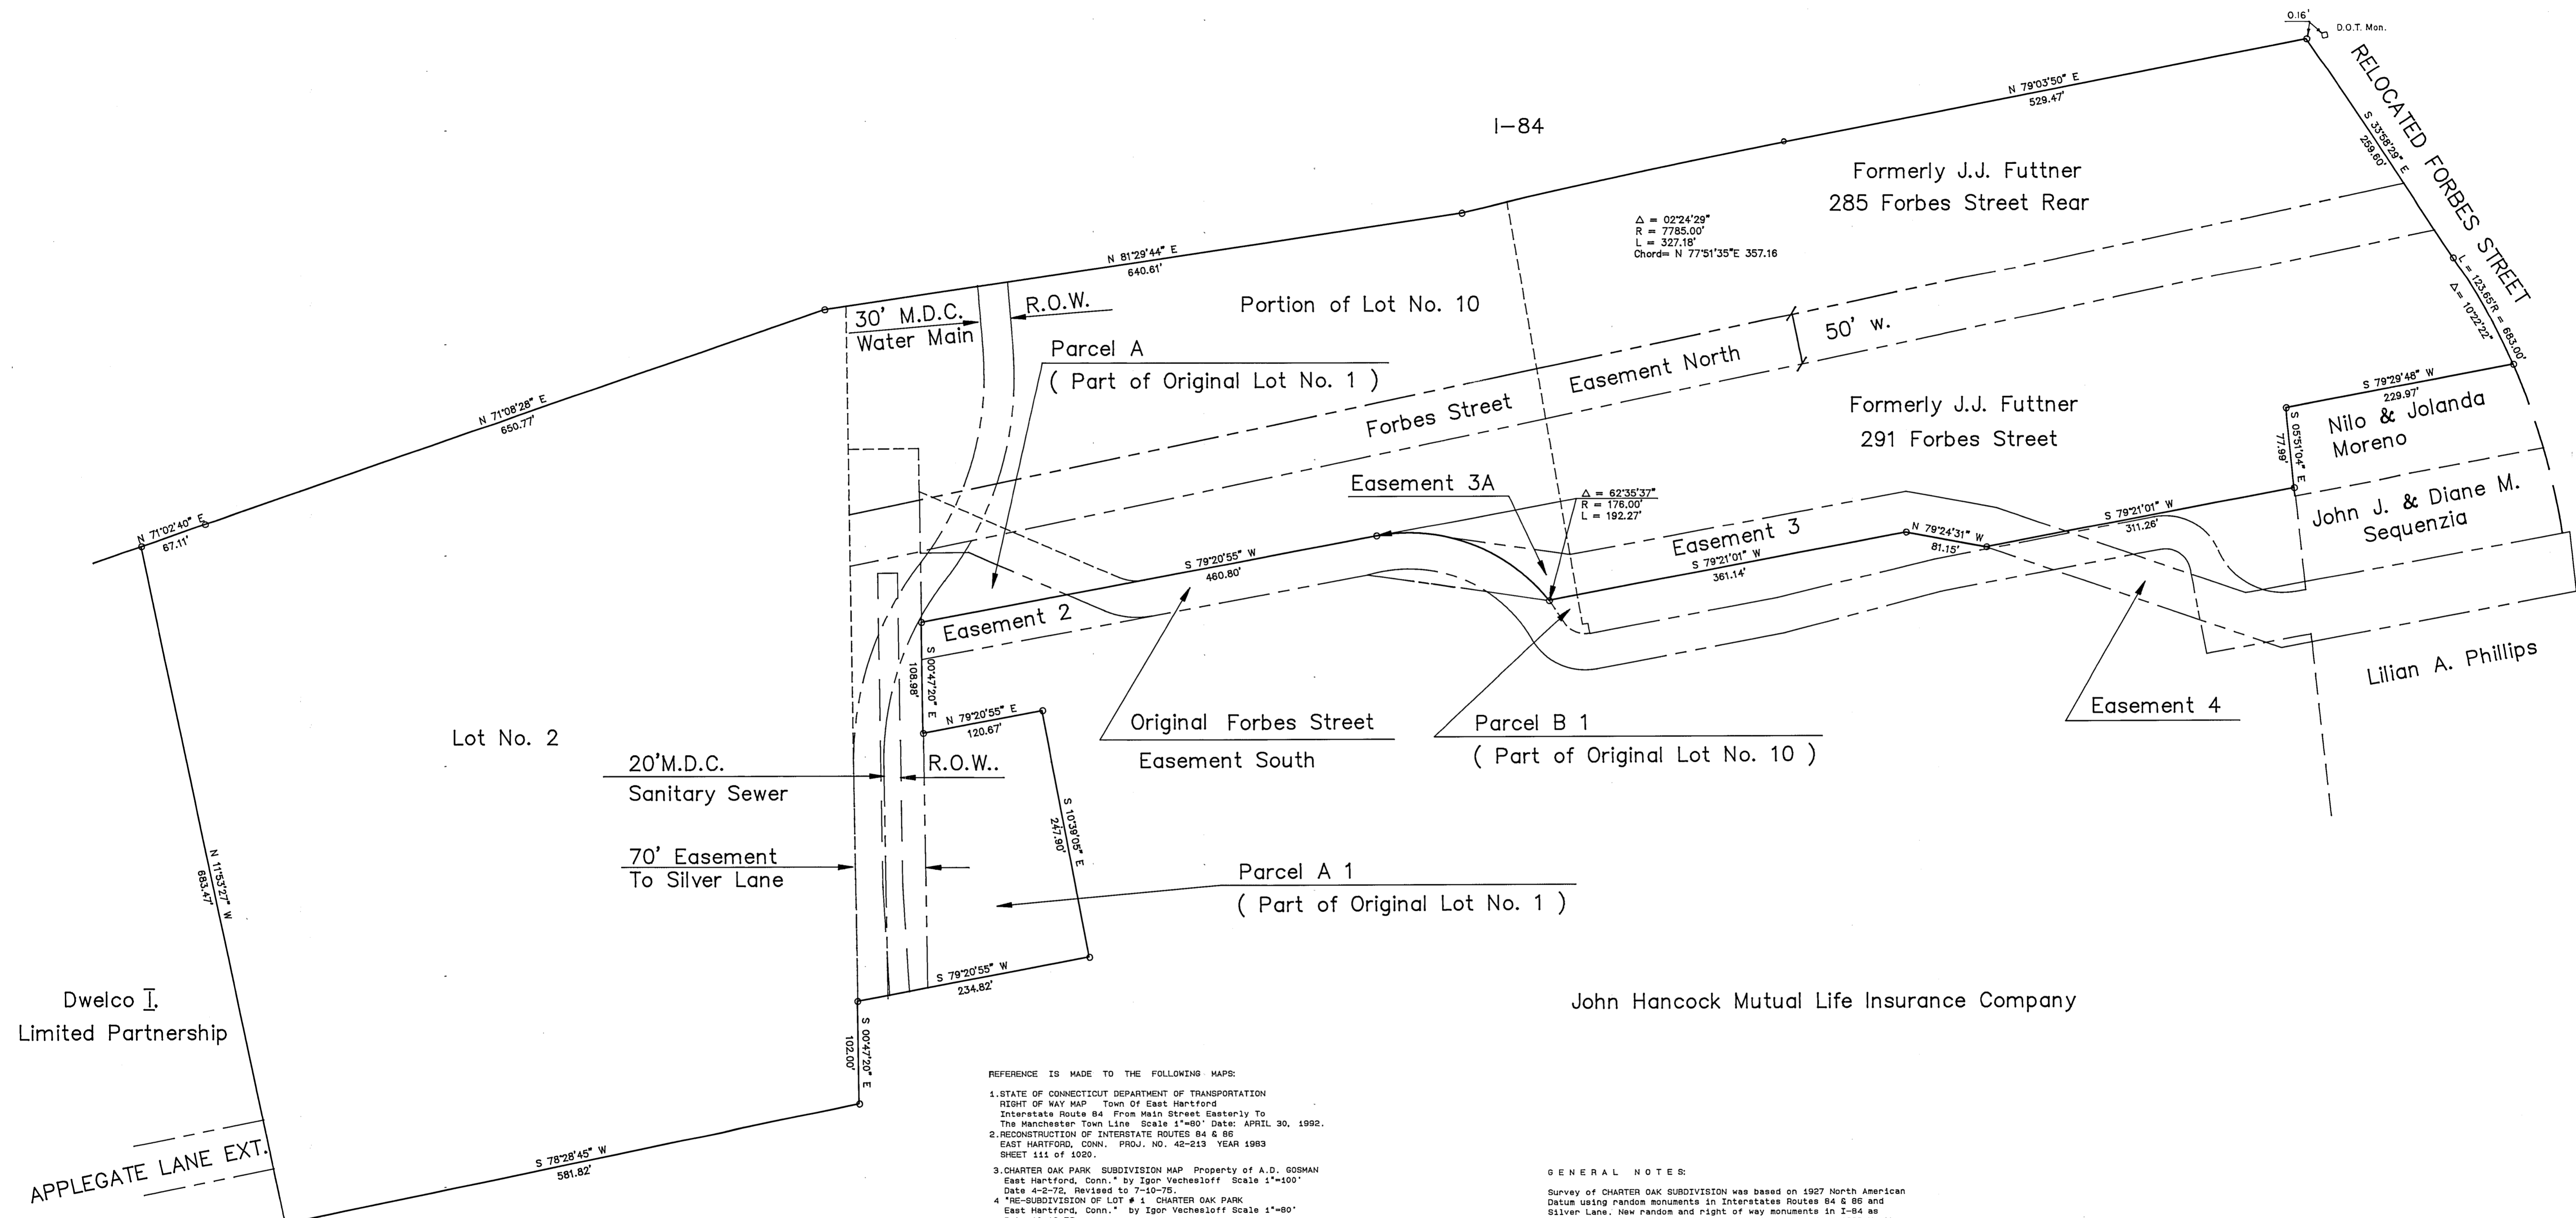 0.16'
D.O.T. Mon.
RELOCATED FORBES STREET
N 79°03'50" E
529.47'
I-84
S 33°58'29" E
259.60'
Formerly J.J. Futtner
285 Forbes Street Rear
Δ = 02°24'29"
R = 7785.00'
L = 327.18'
Chord= N 77°51'35"E 357.16
N 81°29'44" E
640.61'
L = 123.65'R = 683.00'
Δ = 10°22'22"
30' M.D.C.
Water Main
R.O.W.
Portion of Lot No. 10
50' w.
Parcel A
( Part of Original Lot No. 1 )
Forbes Street Easement North
S 79°29'48" W
229.97'
Nilo & Jolanda
Moreno
S 05°51'04" E
77.99'
N 71°08'28" E
650.77'
Formerly J.J. Futtner
291 Forbes Street
Easement 3A
Δ = 62°35'37"
R = 176.00'
L = 192.27'
John J. & Diane M.
Sequenzia
N 71°02'40" E
67.11'
S 79°20'55" W
460.80'
Easement 3
S 79°21'01" W
361.14'
N 79°24'31" W
81.15'
S 79°21'01" W
311.26'
Easement 2
S 00°47'20" E
108.98'
N 79°20'55" E
120.67'
Original Forbes Street
Easement South
Parcel B 1
( Part of Original Lot No. 10 )
Easement 4
Lilian A. Phillips
Lot No. 2
20'M.D.C.
Sanitary Sewer
R.O.W..
70' Easement
To Silver Lane
S 10°39'05" E
247.90'
Parcel A 1
( Part of Original Lot No. 1 )
N 11°53'27" W
683.47'
S 79°20'55" W
234.82'
Dwelco I.
Limited Partnership
John Hancock Mutual Life Insurance Company
S 00°47'20" E
102.00'
APPLEGATE LANE EXT.
S 78°28'45" W
581.82'
REFERENCE IS MADE TO THE FOLLOWING MAPS:
1.STATE OF CONNECTICUT DEPARTMENT OF TRANSPORTATION
RIGHT OF WAY MAP Town Of East Hartford
Interstate Route 84 From Main Street Easterly To
The Manchester Town Line Scale 1"=80' Date: APRIL 30, 1992.
2.RECONSTRUCTION OF INTERSTATE ROUTES 84 & 86
EAST HARTFORD, CONN. PROJ. NO. 42-213 YEAR 1983
SHEET 111 of 1020.
3.CHARTER OAK PARK SUBDIVISION MAP Property of A.D. GOSMAN
East Hartford, Conn." by Igor Vechesloff Scale 1"=100'
Date 4-2-72, Revised to 7-10-75.
4 "RE-SUBDIVISION OF LOT # 1 CHARTER OAK PARK
East Hartford, Conn." by Igor Vechesloff Scale 1"=80'
GENERAL NOTES:
Survey of CHARTER OAK SUBDIVISION was based on 1927 North American
Datum using random monuments in Interstates Routes 84 & 86 and
Silver Lane. New random and right of way monuments in I-84 as